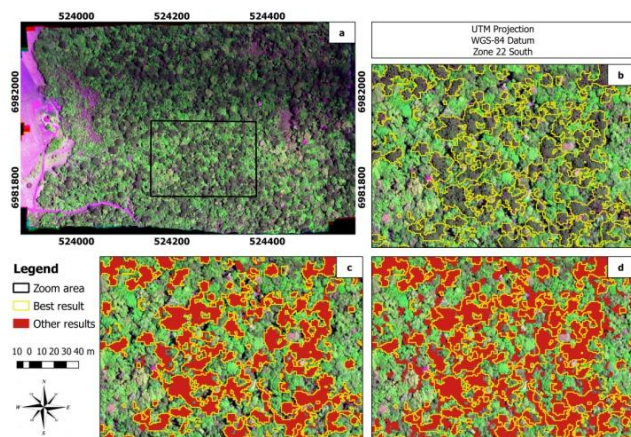 524000 524200 524400
a
6982000
6981800
6982000
6981800
524000 524200 524400
UTM Projection
WGS-84 Datum
Zone 22 South
b
Legend
Zoom area
Best result
Other results
10 0 10 20 30 40 m
N
W E
S
c
d